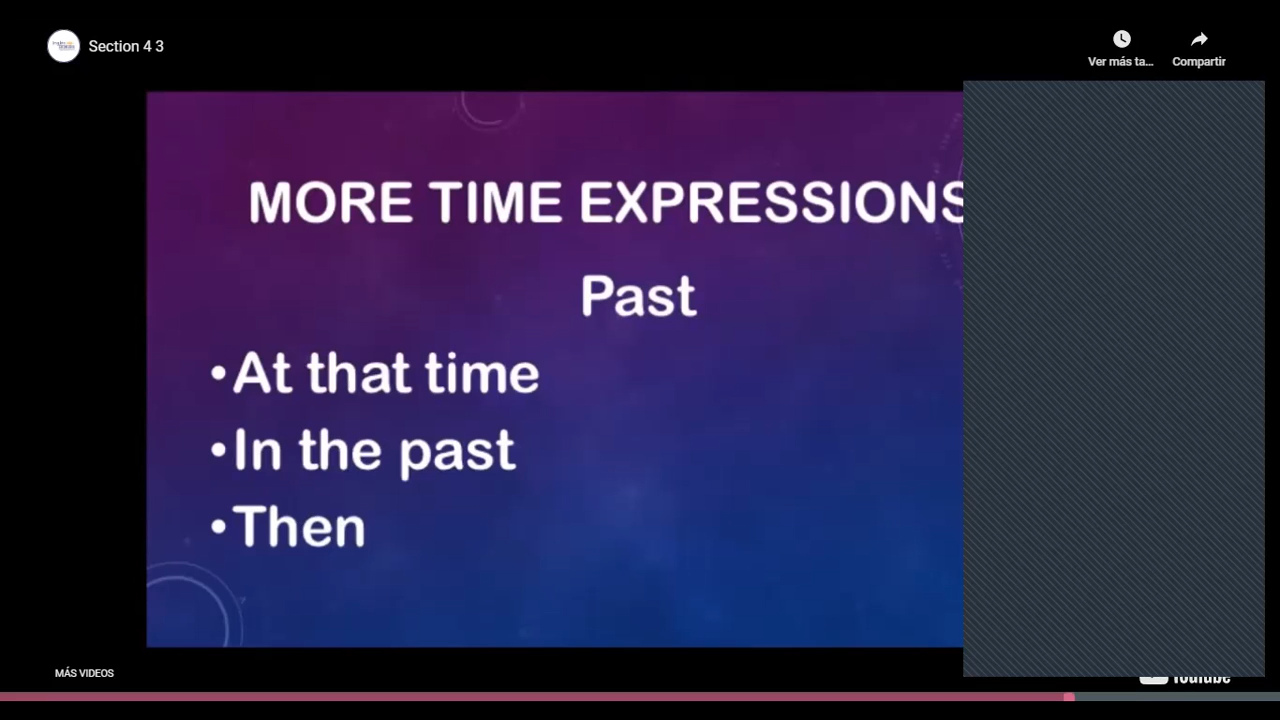 Section 4 3
Ver más ta...
Compartir
MORE TIME EXPRESSIONS
Past
•At that time
•In the past
•Then
MÁS VIDEOS
YouTube